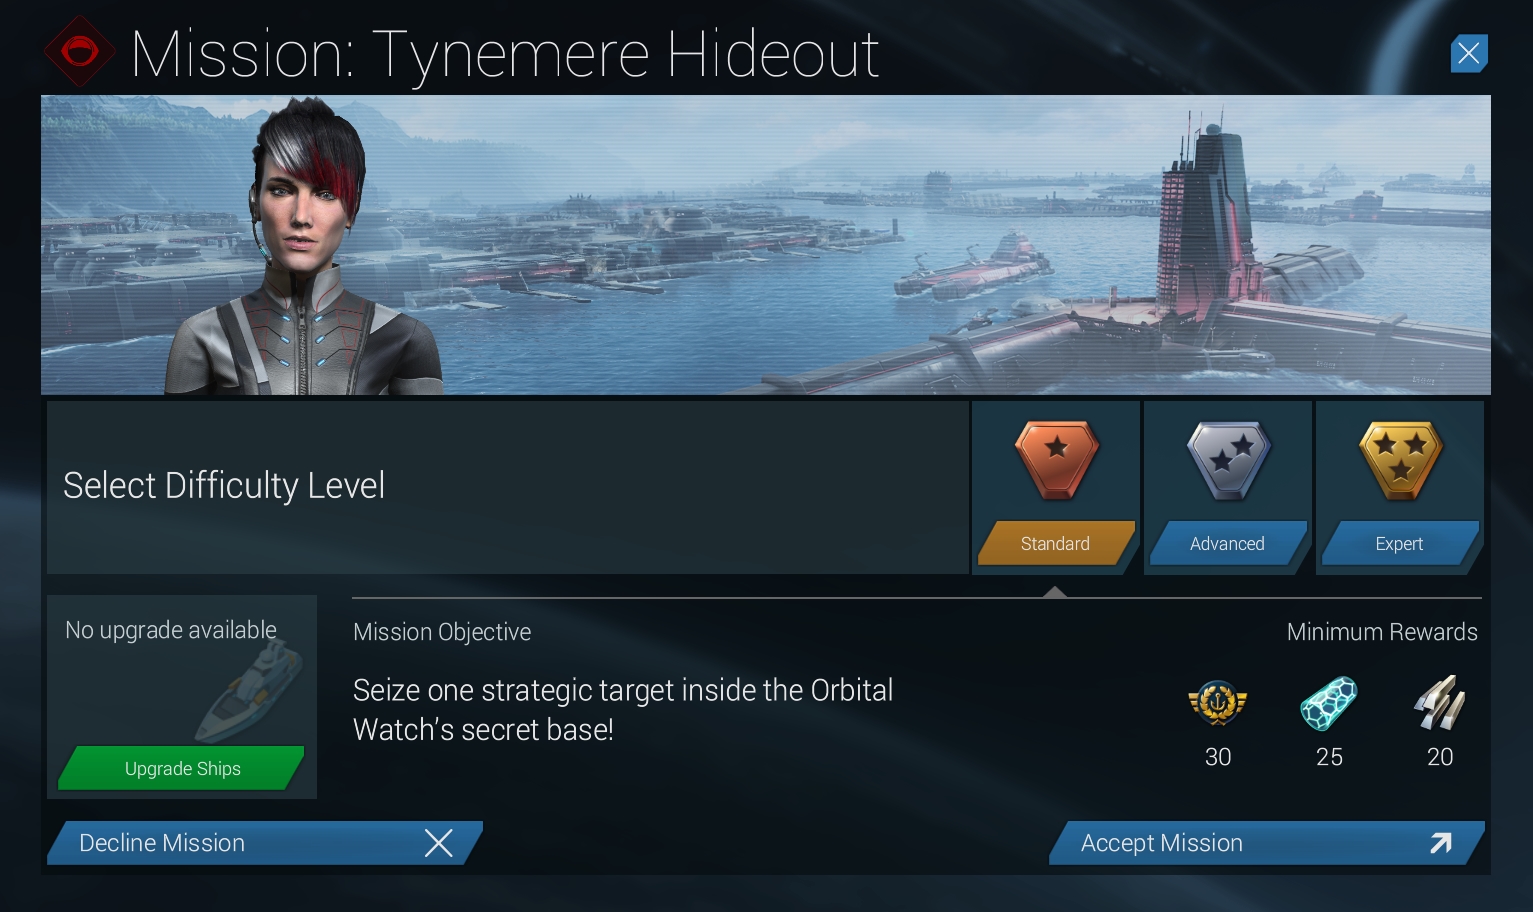 Mission: Tynemere Hideout
Select Difficulty Level
Standard
Advanced
Expert
No upgrade available
Upgrade Ships
Mission Objective
Seize one strategic target inside the Orbital
Watch's secret base!
Minimum Rewards
30
25
20
Decline Mission
Accept Mission